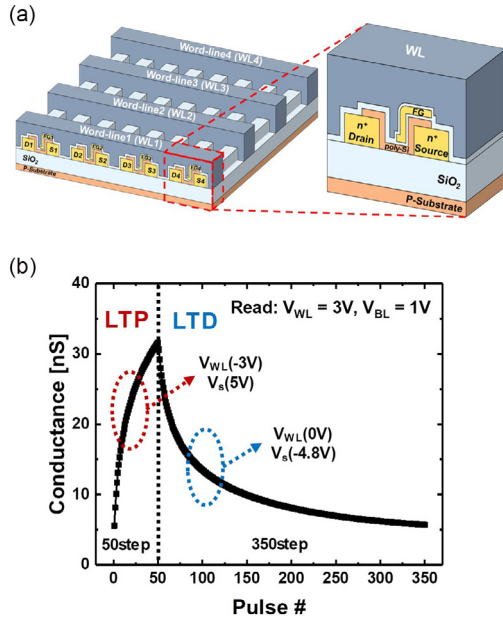 (a)
Word-line4 (WL4)
Word-line3 (WL3)
Word-line2 (WL2)
Word-line1 (WL1)
D1 S1 D2 S2 D3 S3 D4 S4
SiO2
P-Substrate
WL
EG
n+
Drain
poly-Si
n+
Source
SiO2
P-Substrate
(b)
Conductance [nS]
40
30
20
10
0
LTP
LTD
Read: VWL = 3V, VBL = 1V
VWL(-3V)
Vs(5V)
VWL(0V)
Vs(-4.8V)
50step
350step
0 50 100 150 200 250 300 350
Pulse #